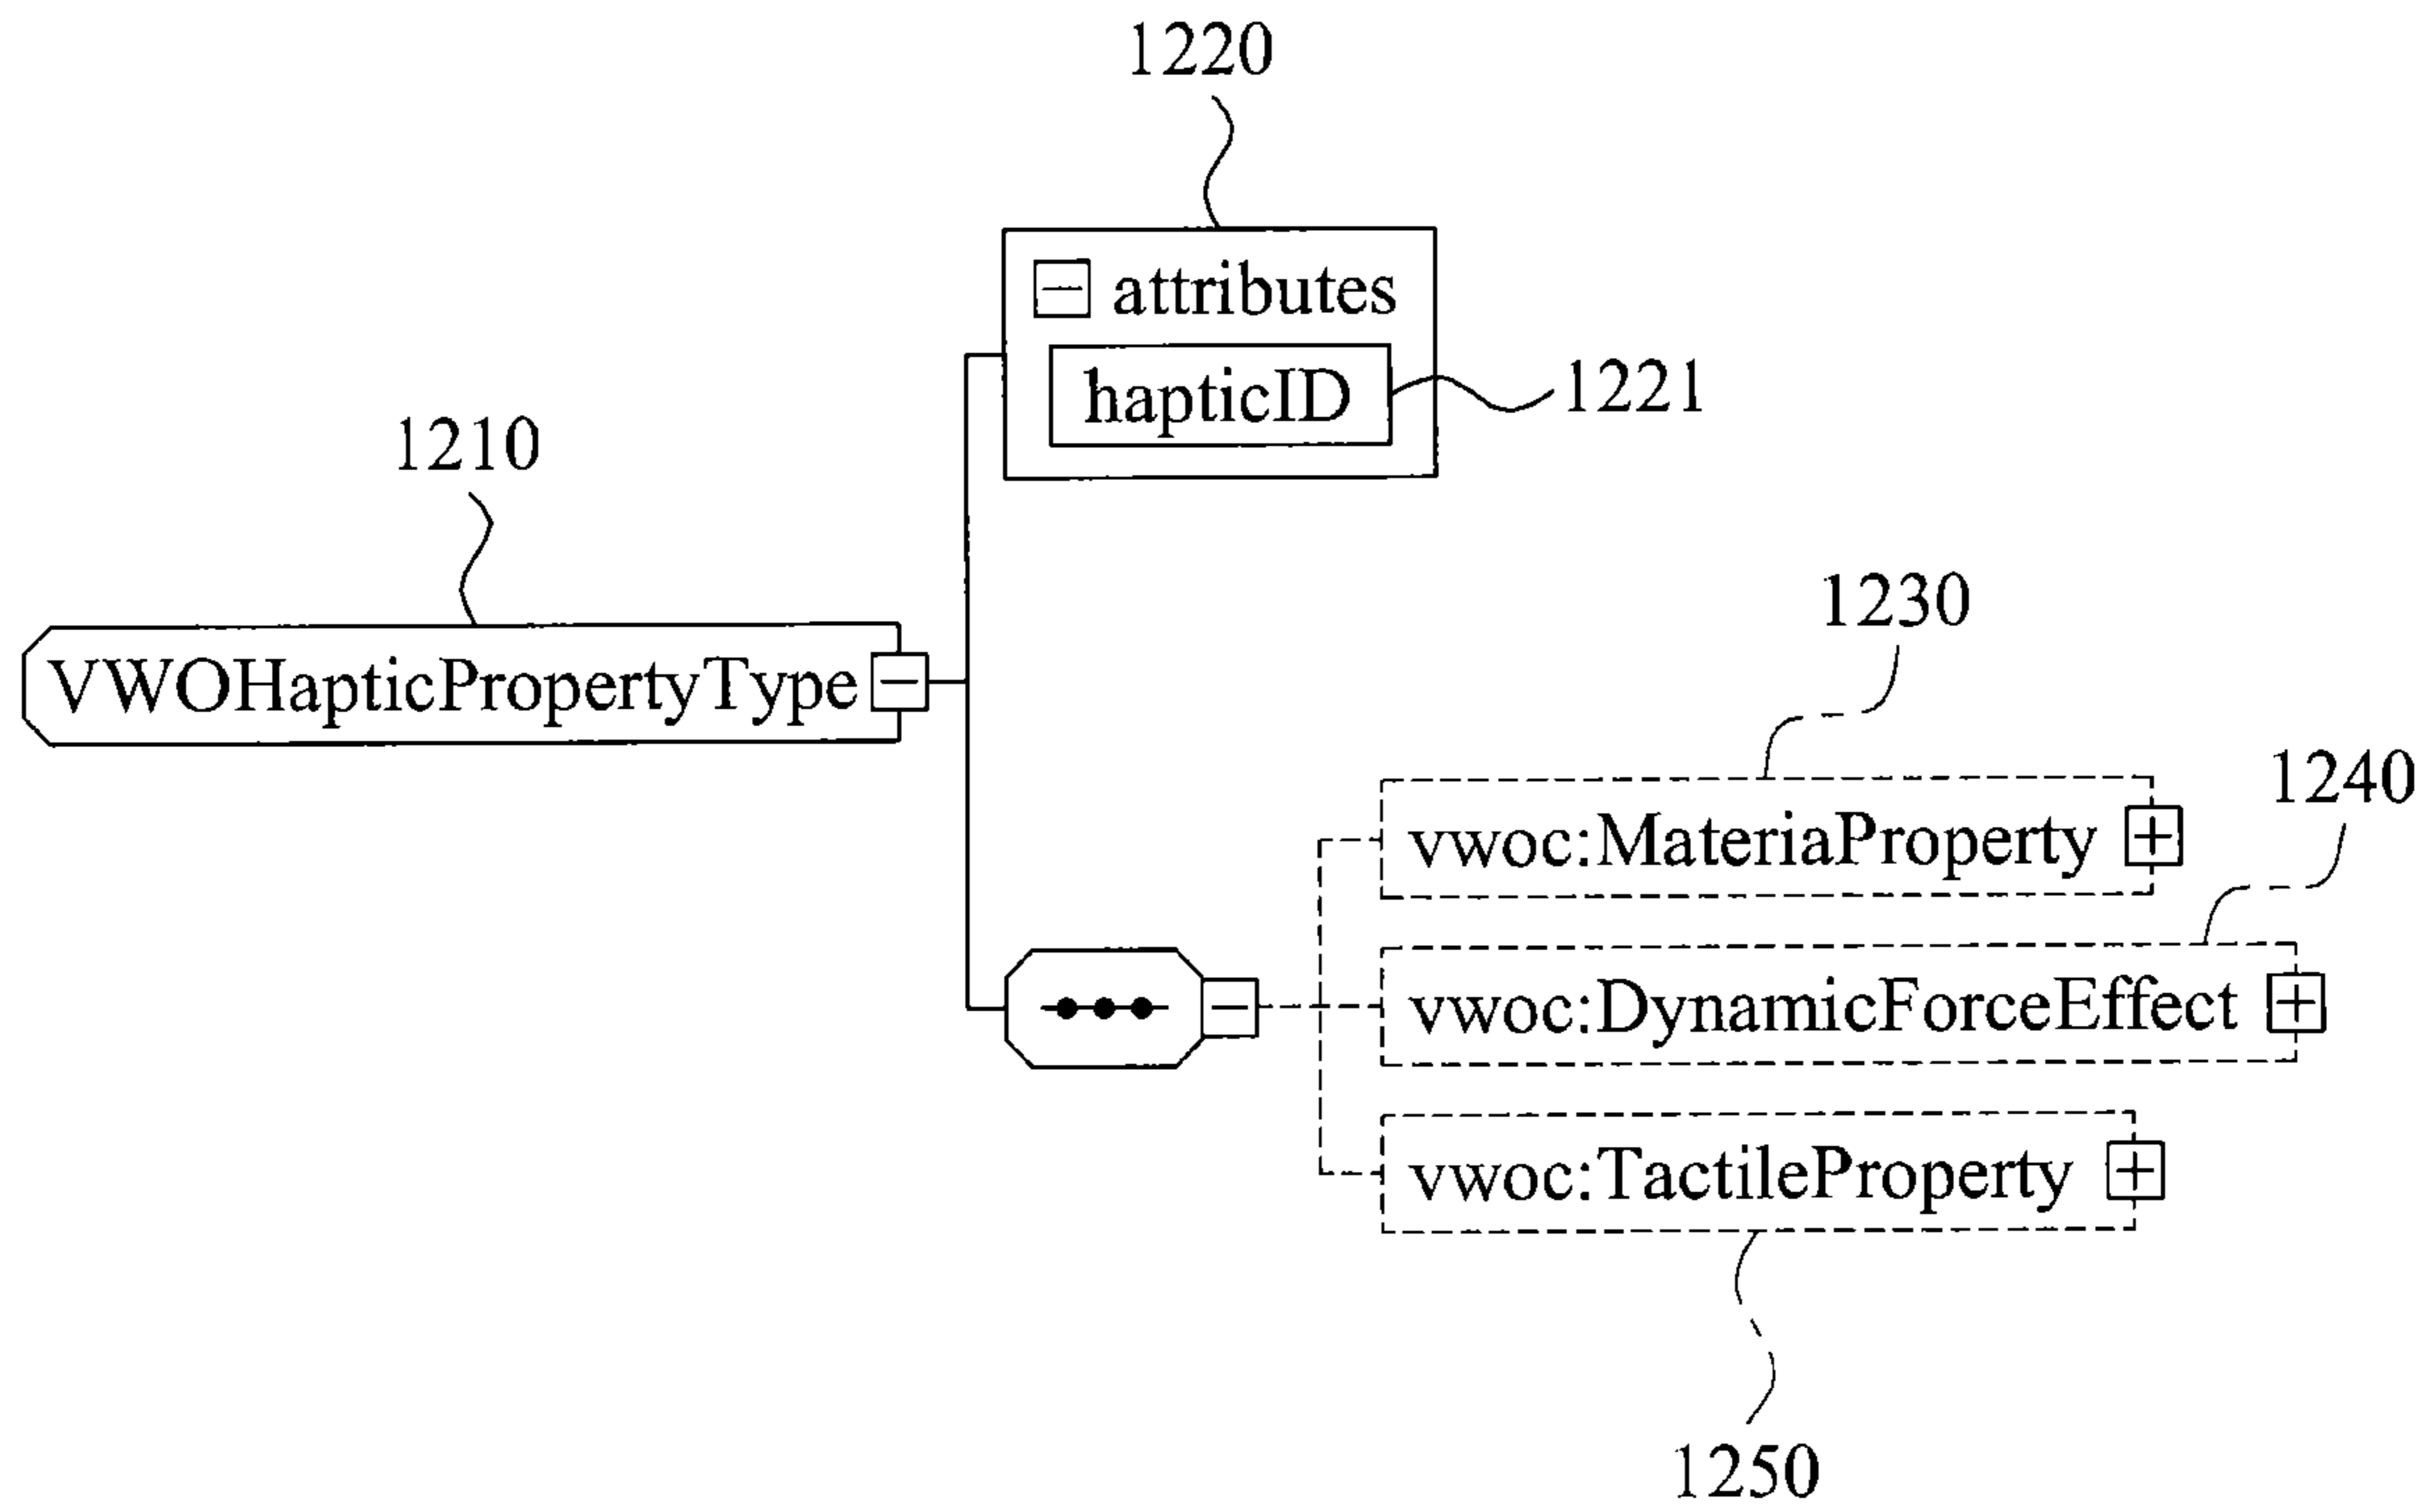 1220
attributes
hapticID
1221
1210
VWOHapticPropertyType
1230
vwoc:MateriaProperty
1240
vwoc:DynamicForceEffect
vwoc:TactileProperty
1250